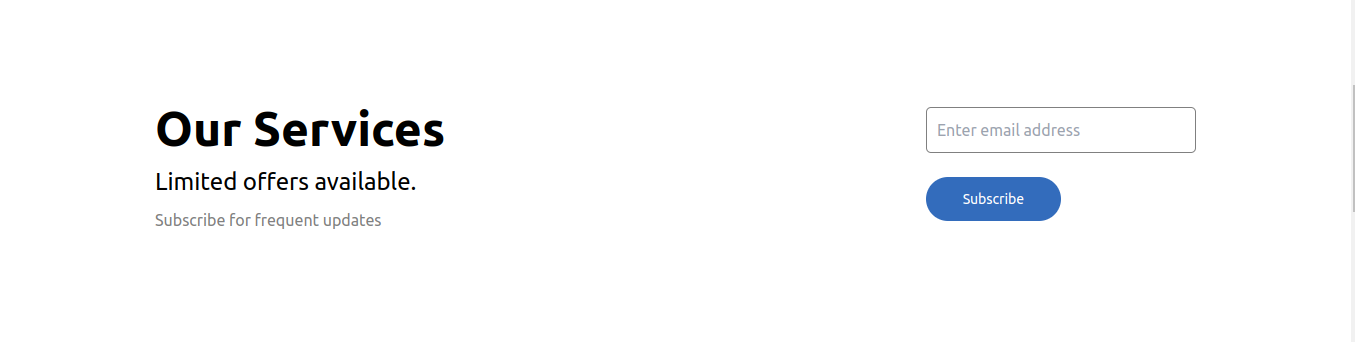 Our Services
Limited offers available.
Subscribe for frequent updates
Enter email address
Subscribe